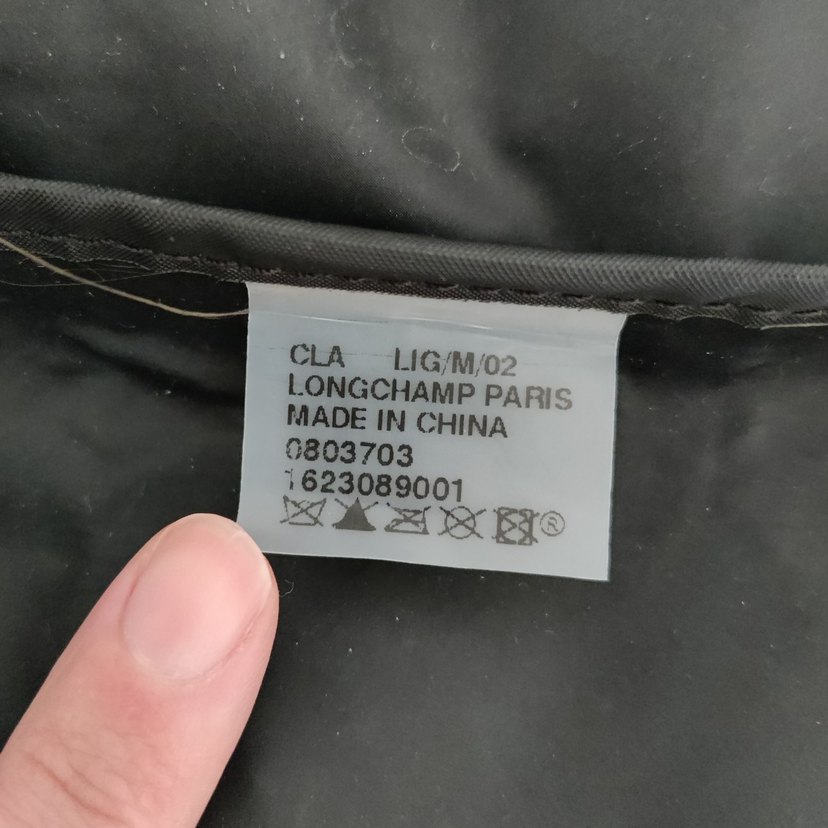 CLA LIG/M/02
LONGCHAMP PARIS
MADE IN CHINA
0803703
1623089001
®